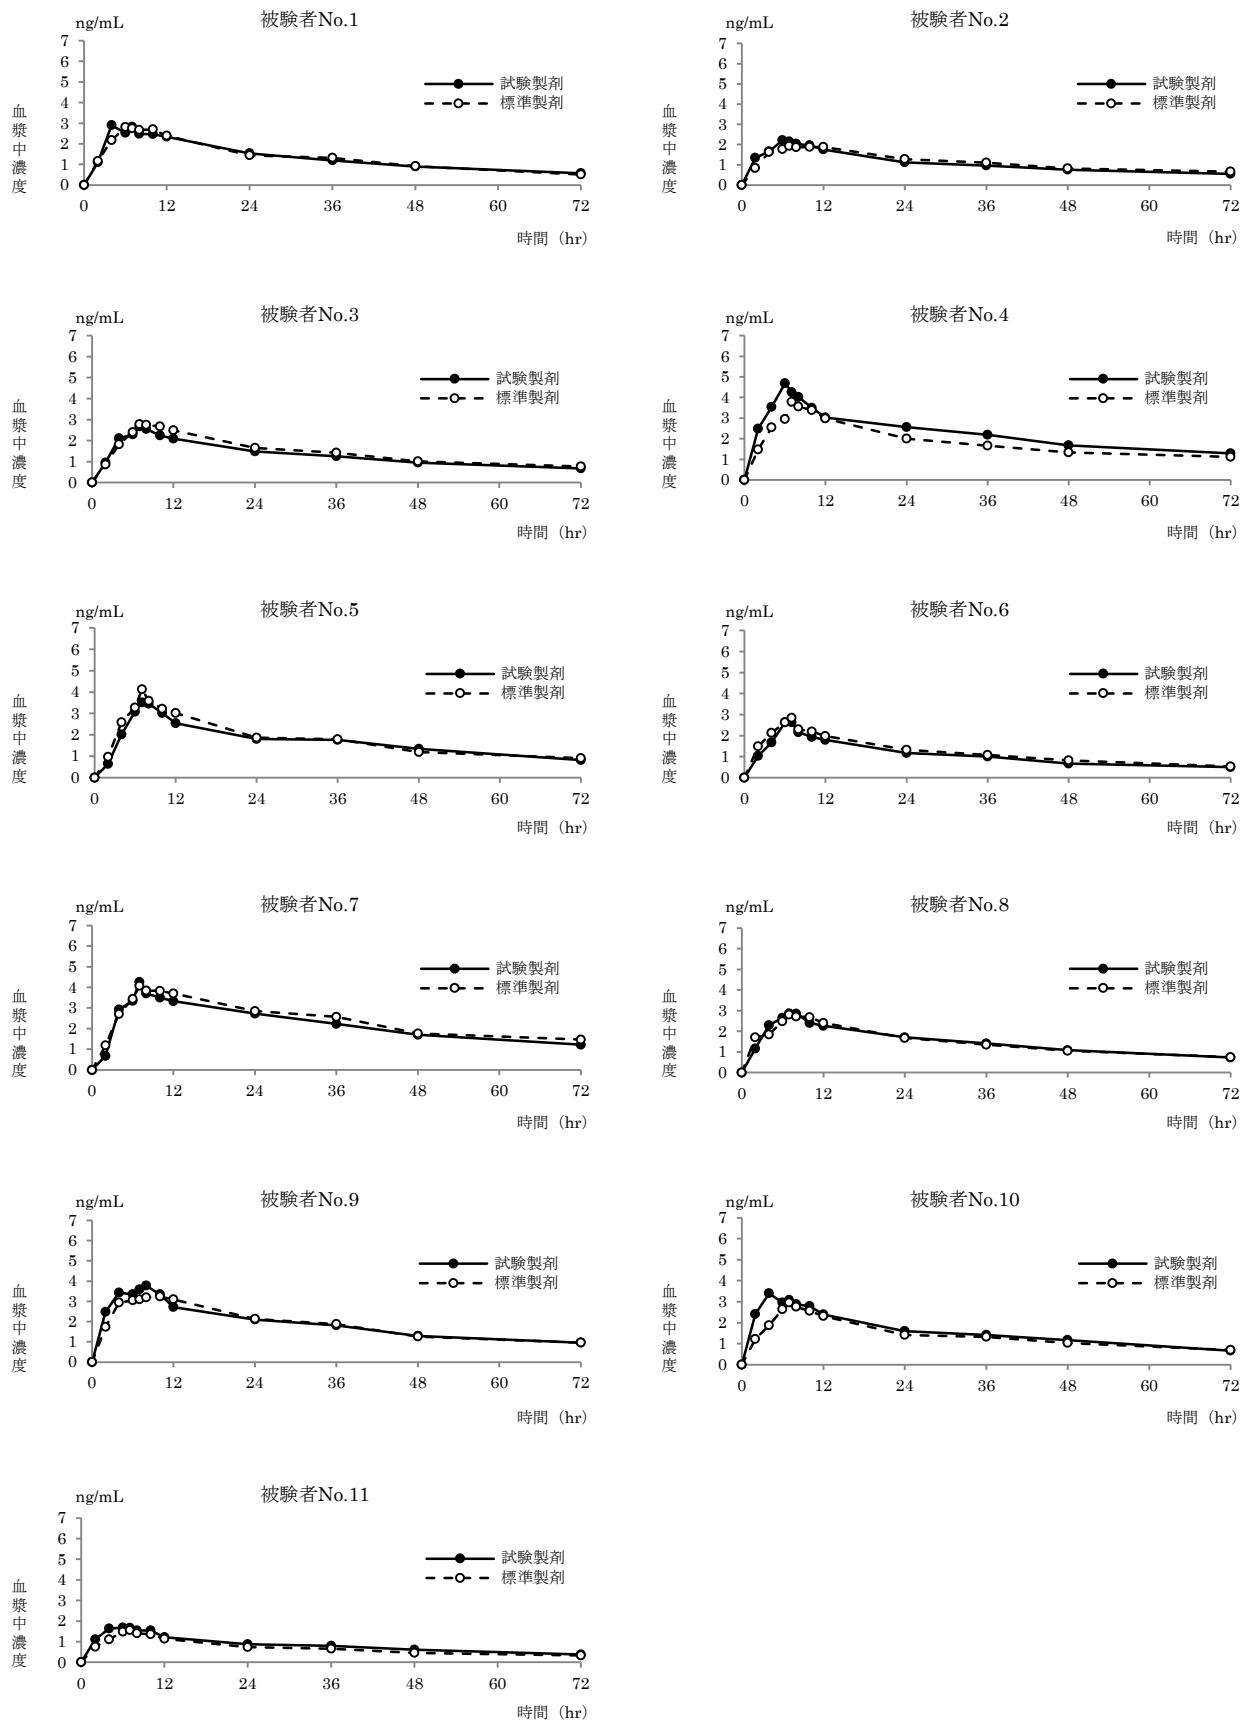 被験者No.1
ng/mL
7
6
5
4
3
2
1
0
血漿中濃度
試験製剤
標準製剤
0 12 24 36 48 60 72
時間 (hr)
被験者No.2
ng/mL
7
6
5
4
3
2
1
0
血漿中濃度
試験製剤
標準製剤
0 12 24 36 48 60 72
時間 (hr)
被験者No.3
ng/mL
7
6
5
4
3
2
1
0
血漿中濃度
試験製剤
標準製剤
0 12 24 36 48 60 72
時間 (hr)
被験者No.4
ng/mL
7
6
5
4
3
2
1
0
血漿中濃度
試験製剤
標準製剤
0 12 24 36 48 60 72
時間 (hr)
被験者No.5
ng/mL
7
6
5
4
3
2
1
0
血漿中濃度
試験製剤
標準製剤
0 12 24 36 48 60 72
時間 (hr)
被験者No.6
ng/mL
7
6
5
4
3
2
1
0
血漿中濃度
試験製剤
標準製剤
0 12 24 36 48 60 72
時間 (hr)
被験者No.7
ng/mL
7
6
5
4
3
2
1
0
血漿中濃度
試験製剤
標準製剤
0 12 24 36 48 60 72
時間 (hr)
被験者No.8
ng/mL
7
6
5
4
3
2
1
0
血漿中濃度
試験製剤
標準製剤
0 12 24 36 48 60 72
時間 (hr)
被験者No.9
ng/mL
7
6
5
4
3
2
1
0
血漿中濃度
試験製剤
標準製剤
0 12 24 36 48 60 72
時間 (hr)
被験者No.10
ng/mL
7
6
5
4
3
2
1
0
血漿中濃度
試験製剤
標準製剤
0 12 24 36 48 60 72
時間 (hr)
被験者No.11
ng/mL
7
6
5
4
3
2
1
0
血漿中濃度
試験製剤
標準製剤
0 12 24 36 48 60 72
時間 (hr)